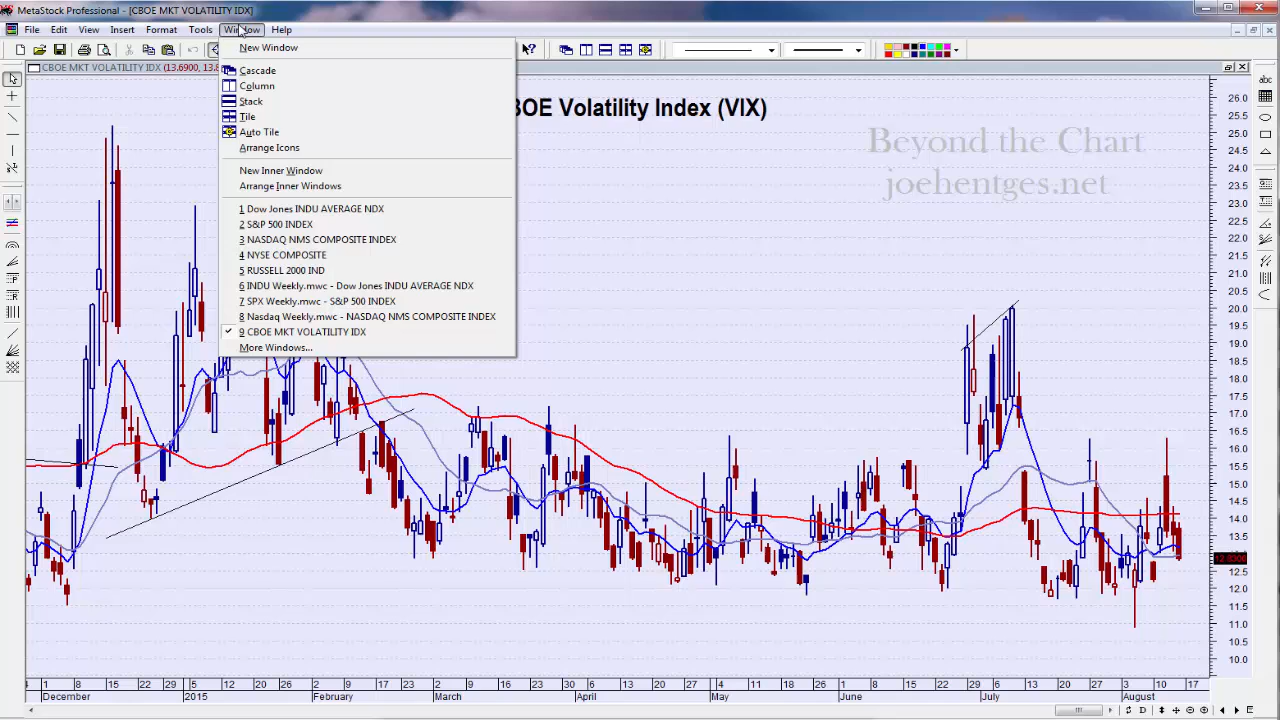 MetaStock Professional - [CBOE MKT VOLATILITY IDX]
File Edit View Insert Format Tools Window Help
New Window
CBOE MKT VOLATILITY IDX (13.6900, 13.8
Cascade
Column
Stack
Tile
Auto Tile
Arrange Icons
New Inner Window
Arrange Inner Windows
1 Dow Jones INDU AVERAGE NDX
2 S&P 500 INDEX
3 NASDAQ NMS COMPOSITE INDEX
4 NYSE COMPOSITE
5 RUSSELL 2000 IND
6 INDU Weekly.mwc - Dow Jones INDU AVERAGE NDX
7 SPX Weekly.mwc - S&P 500 INDEX
8 Nasdaq Weekly.mwc - NASDAQ NMS COMPOSITE INDEX
9 CBOE MKT VOLATILITY IDX
More Windows...
BOE Volatility Index (VIX)
Beyond the Chart
joehentges.net
abc
26.0
25.5
25.0
24.5
24.0
23.5
23.0
22.5
22.0
21.5
21.0
20.5
20.0
19.5
19.0
18.5
18.0
17.5
17.0
16.5
16.0
15.5
15.0
14.5
14.0
13.5
12.5
12.0
11.5
11.0
10.5
10.0
1 8 15 22 29 5 12 20 26 2 9 17 23 2 9 16 23 30 6 13 20 27 4 11 18 26 1 8 15 22 29 6 13 20 27 3 10 17
December 2015 February March April May June July August